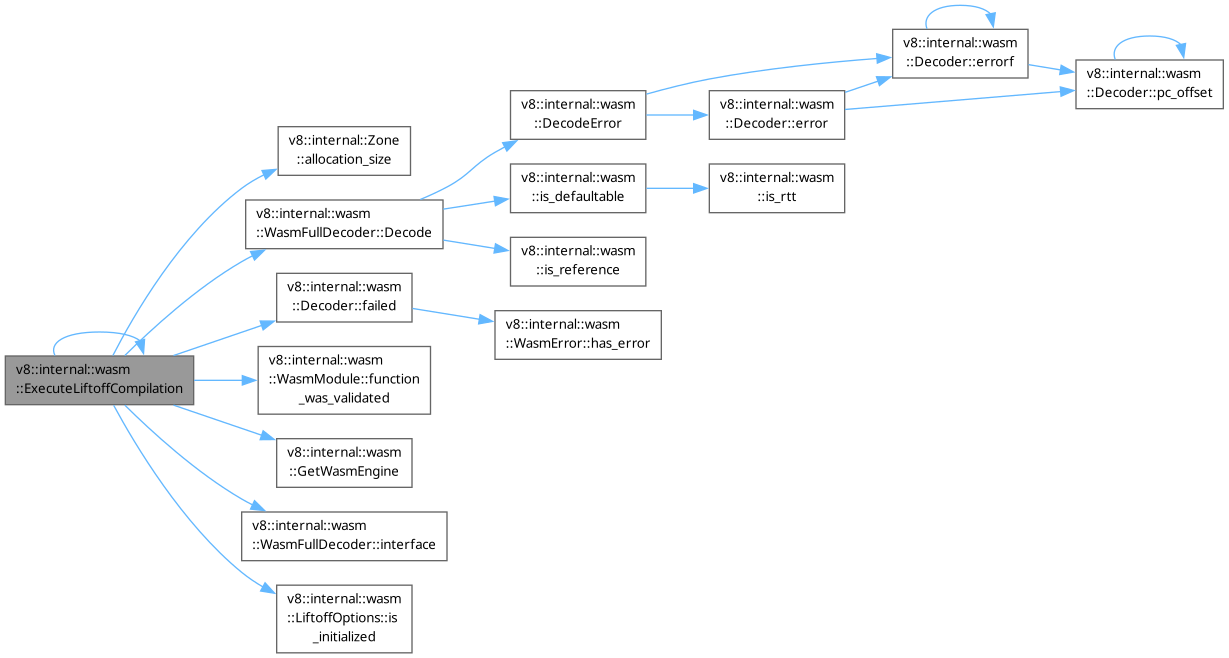 v8::internal::wasm
::Decoder::errorf
v8::internal::wasm
::Decoder::pc_offset
v8::internal::wasm
::DecodeError
v8::internal::wasm
::Decoder::error
v8::internal::Zone
::allocation_size
v8::internal::wasm
::is_defaultable
v8::internal::wasm
::is_rtt
v8::internal::wasm
::WasmFullDecoder::Decode
v8::internal::wasm
::is_reference
v8::internal::wasm
::Decoder::failed
v8::internal::wasm
::WasmError::has_error
v8::internal::wasm
::ExecuteLiftoffCompilation
v8::internal::wasm
::WasmModule::function
_was_validated
v8::internal::wasm
::GetWasmEngine
v8::internal::wasm
::WasmFullDecoder::interface
v8::internal::wasm
::LiftoffOptions::is
_initialized